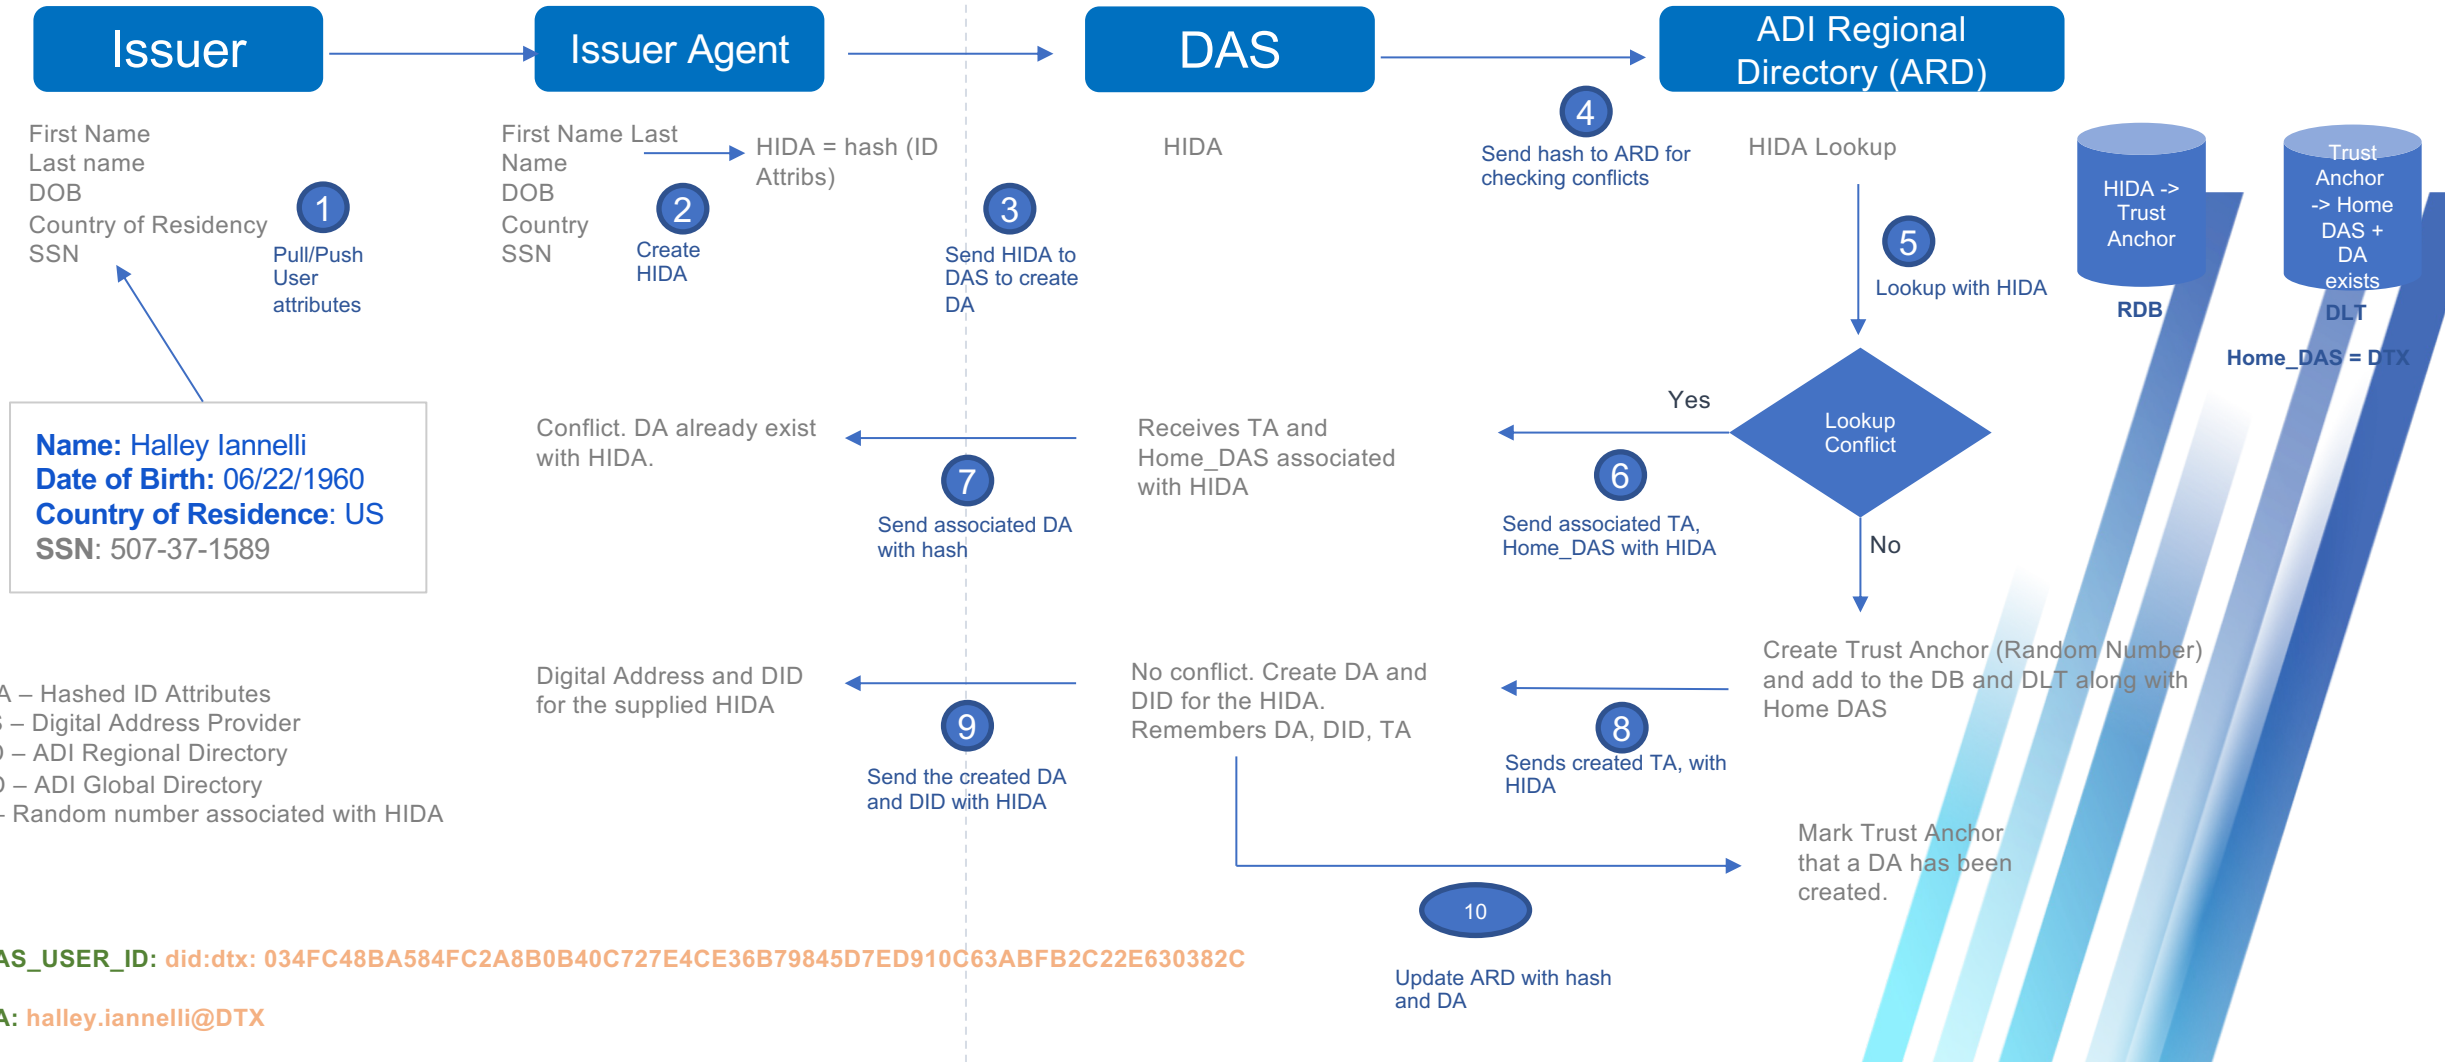 Issuer
Issuer Agent
DAS
ADI Regional
Directory (ARD)
First Name
Last name
DOB
Country of Residency
SSN
1
Pull/Push
User
attributes
First Name Last
Name
DOB
Country
SSN
HIDA = hash (ID
Attribs)
2
Create
HIDA
3
Send HIDA to
DAS to create
DA
HIDA
4
Send hash to ARD for
checking conflicts
HIDA Lookup
5
Lookup with HIDA
HIDA ->
Trust
Anchor
RDB
Trust
Anchor
-> Home
DAS +
DA
exists
DLT
Home_DAS = DTX
Name: Halley Iannelli
Date of Birth: 06/22/1960
Country of Residence: US
SSN: 507-37-1589
Conflict. DA already exist
with HIDA.
7
Send associated DA
with hash
Receives TA and
Home_DAS associated
with HIDA
Yes
6
Send associated TA,
Home_DAS with HIDA
Lookup
Conflict
No
A – Hashed ID Attributes
S – Digital Address Provider
D – ADI Regional Directory
D – ADI Global Directory
– Random number associated with HIDA
Digital Address and DID
for the supplied HIDA
9
Send the created DA
and DID with HIDA
No conflict. Create DA and
DID for the HIDA.
Remembers DA, DID, TA
8
Sends created TA, with
HIDA
Create Trust Anchor (Random Number)
and add to the DB and DLT along with
Home DAS
Mark Trust Anchor
that a DA has been
created.
10
Update ARD with hash
and DA
AS_USER_ID: did:dtx: 034FC48BA584FC2A8B0B40C727E4CE36B79845D7ED910C63ABFB2C22E630382C
A: halley.iannelli@DTX